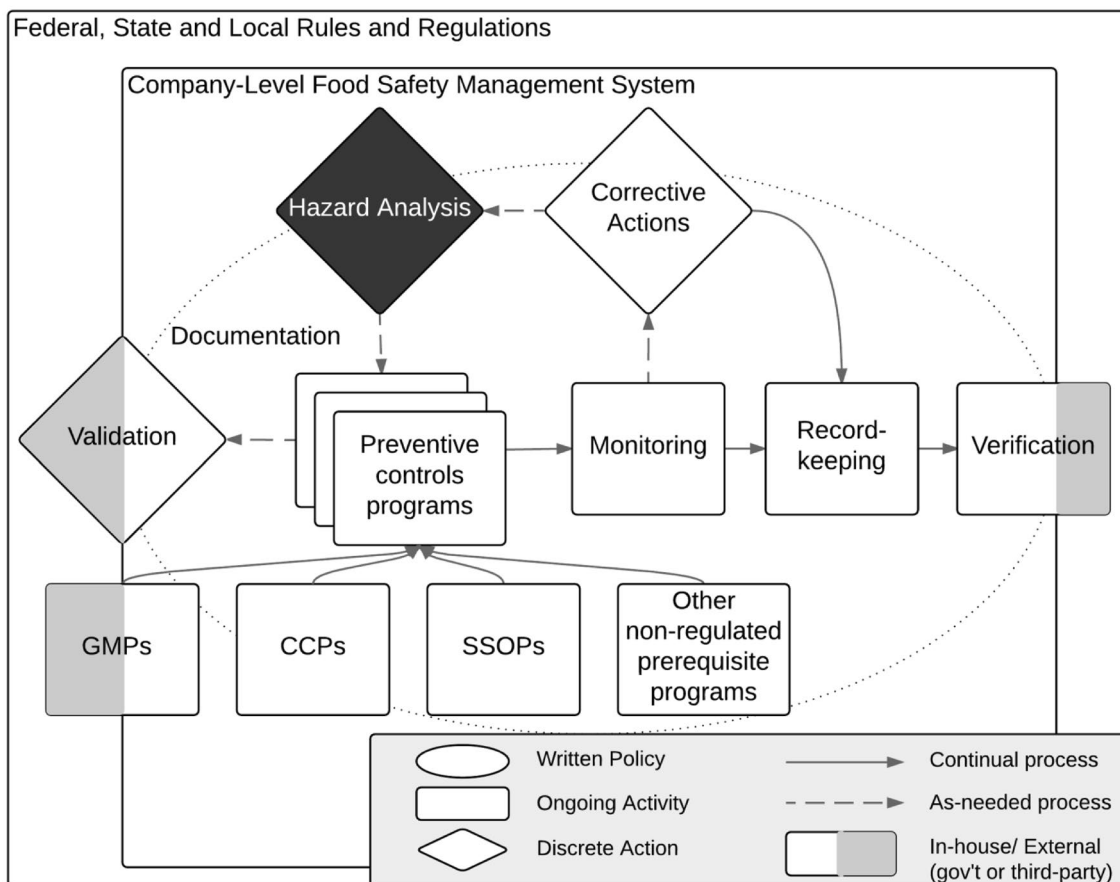 Federal, State and Local Rules and Regulations
Company-Level Food Safety Management System
Hazard Analysis
Corrective
Actions
Documentation
Validation
Preventive
controls
programs
Monitoring
Record-
keeping
Verification
GMPs
CCPs
SSOPs
Other
non-regulated
prerequisite
programs
Written Policy
Continual process
Ongoing Activity
As-needed process
Discrete Action
In-house/ External
(gov't or third-party)